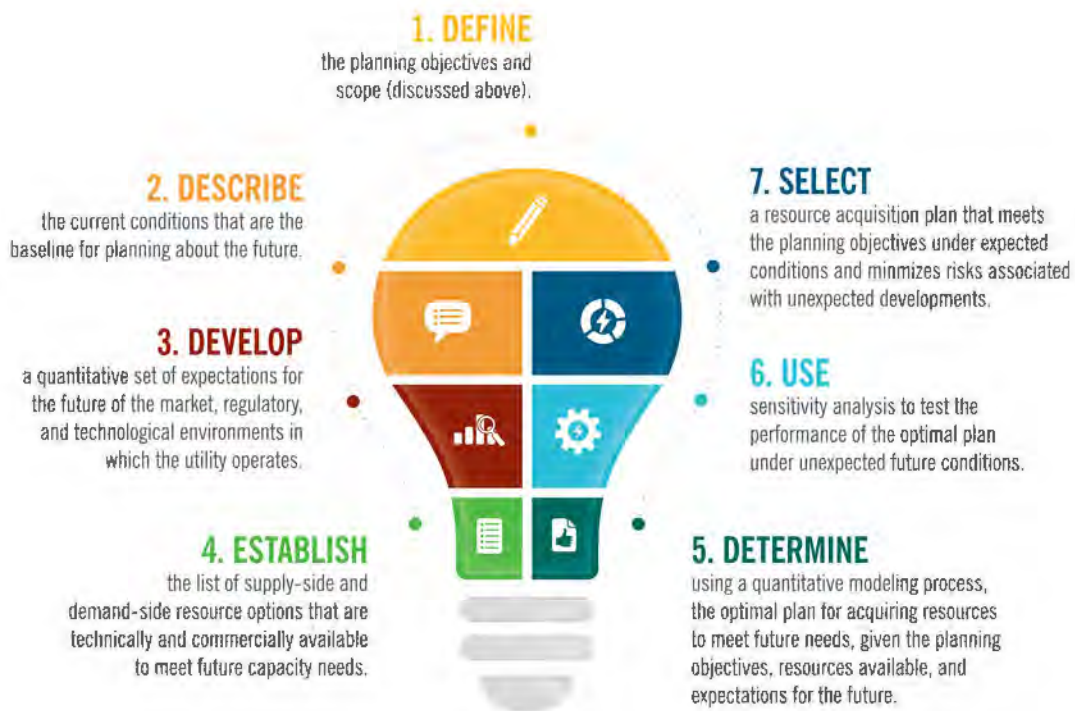 1. DEFINE
the planning objectives and
scope (discussed above).
2. DESCRIBE
the current conditions that are the
baseline for planning about the future.
3. DEVELOP
a quantitative set of expectations for
the future of the market, regulatory,
and technological environments in
which the utility operates.
4. ESTABLISH
the list of supply-side and
demand-side resource options that are
technically and commercially available
to meet future capacity needs.
5. DETERMINE
using a quantitative modeling process,
the optimal plan for acquiring resources
to meet future needs, given the planning
objectives, resources available, and
expectations for the future.
6. USE
sensitivity analysis to test the
performance of the optimal plan
under unexpected future conditions.
7. SELECT
a resource acquisition plan that meets
the planning objectives under expected
conditions and minmizes risks associated
with unexpected developments.